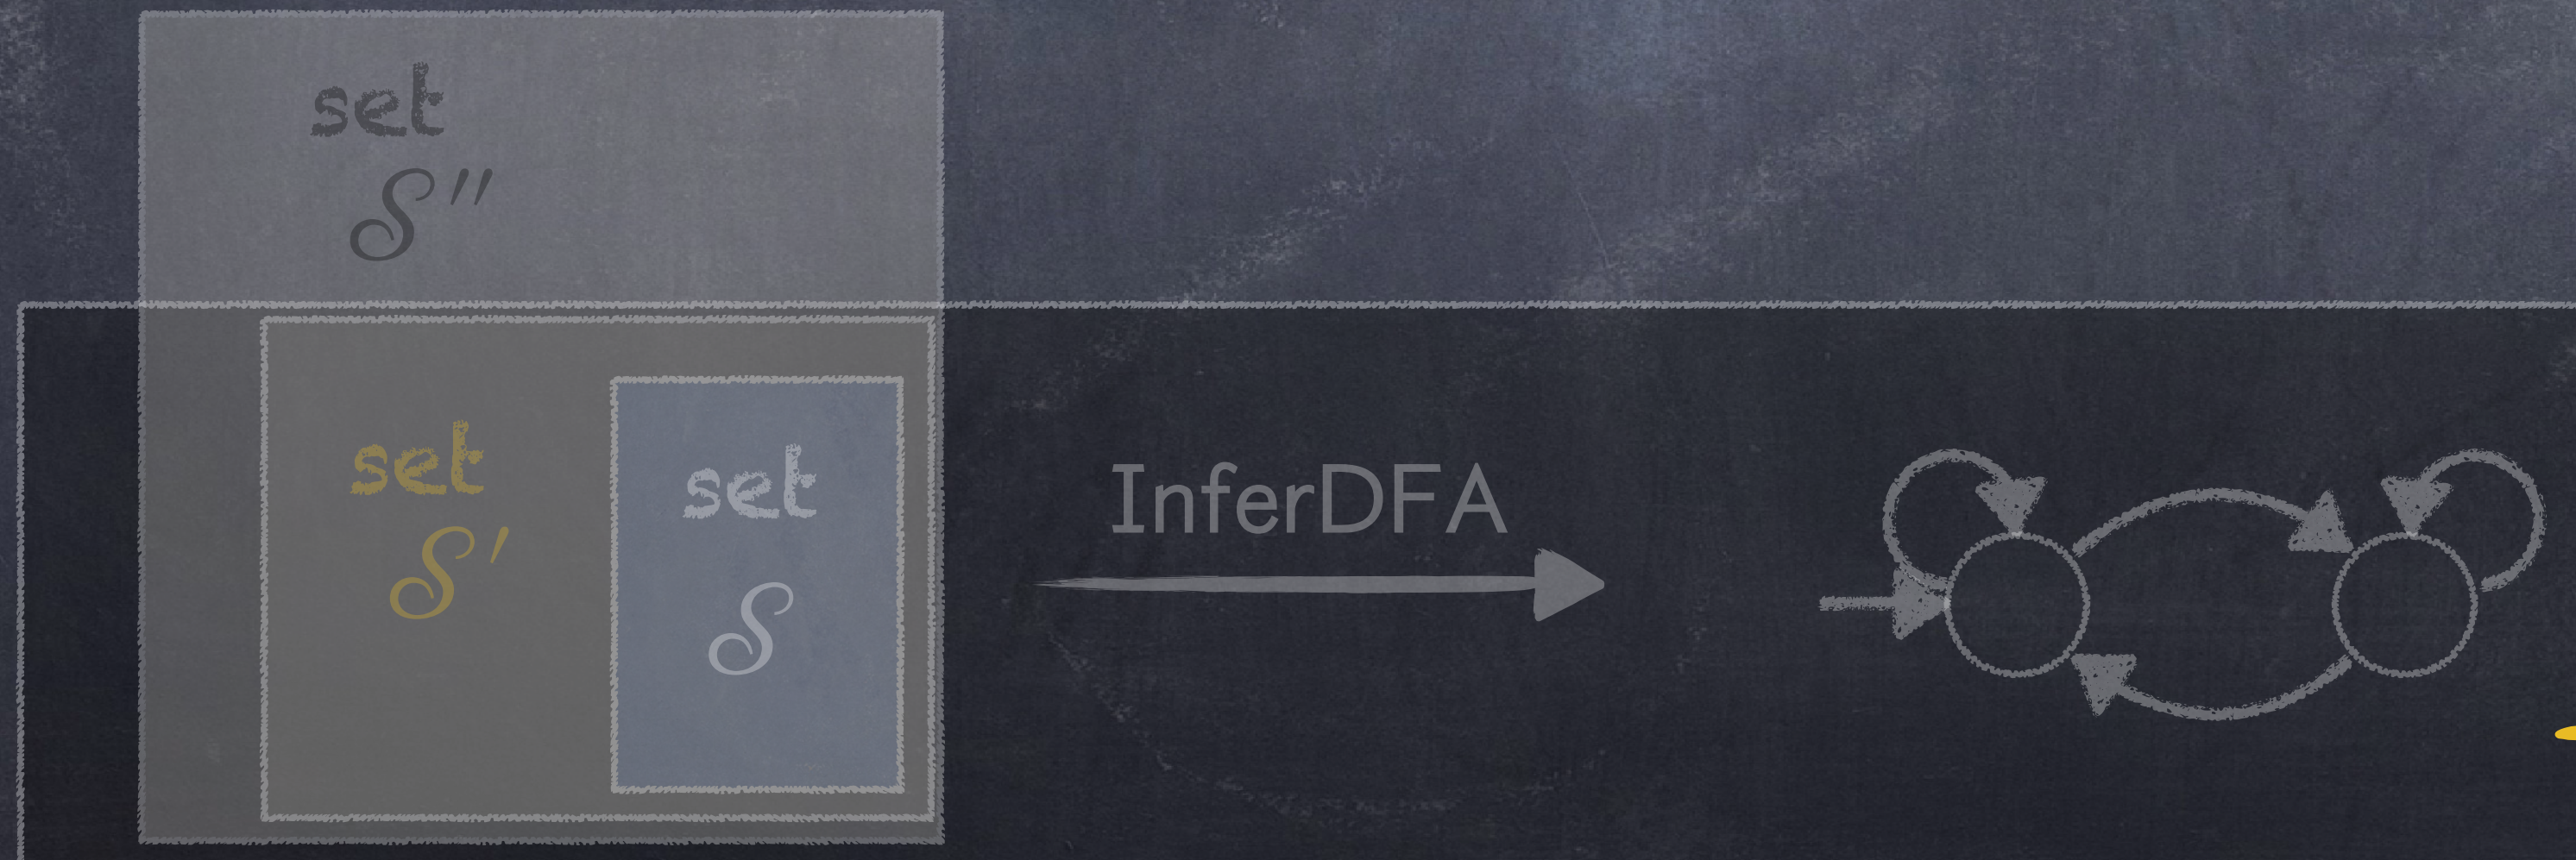 set
S″
set
S′
set
S
InferDFA